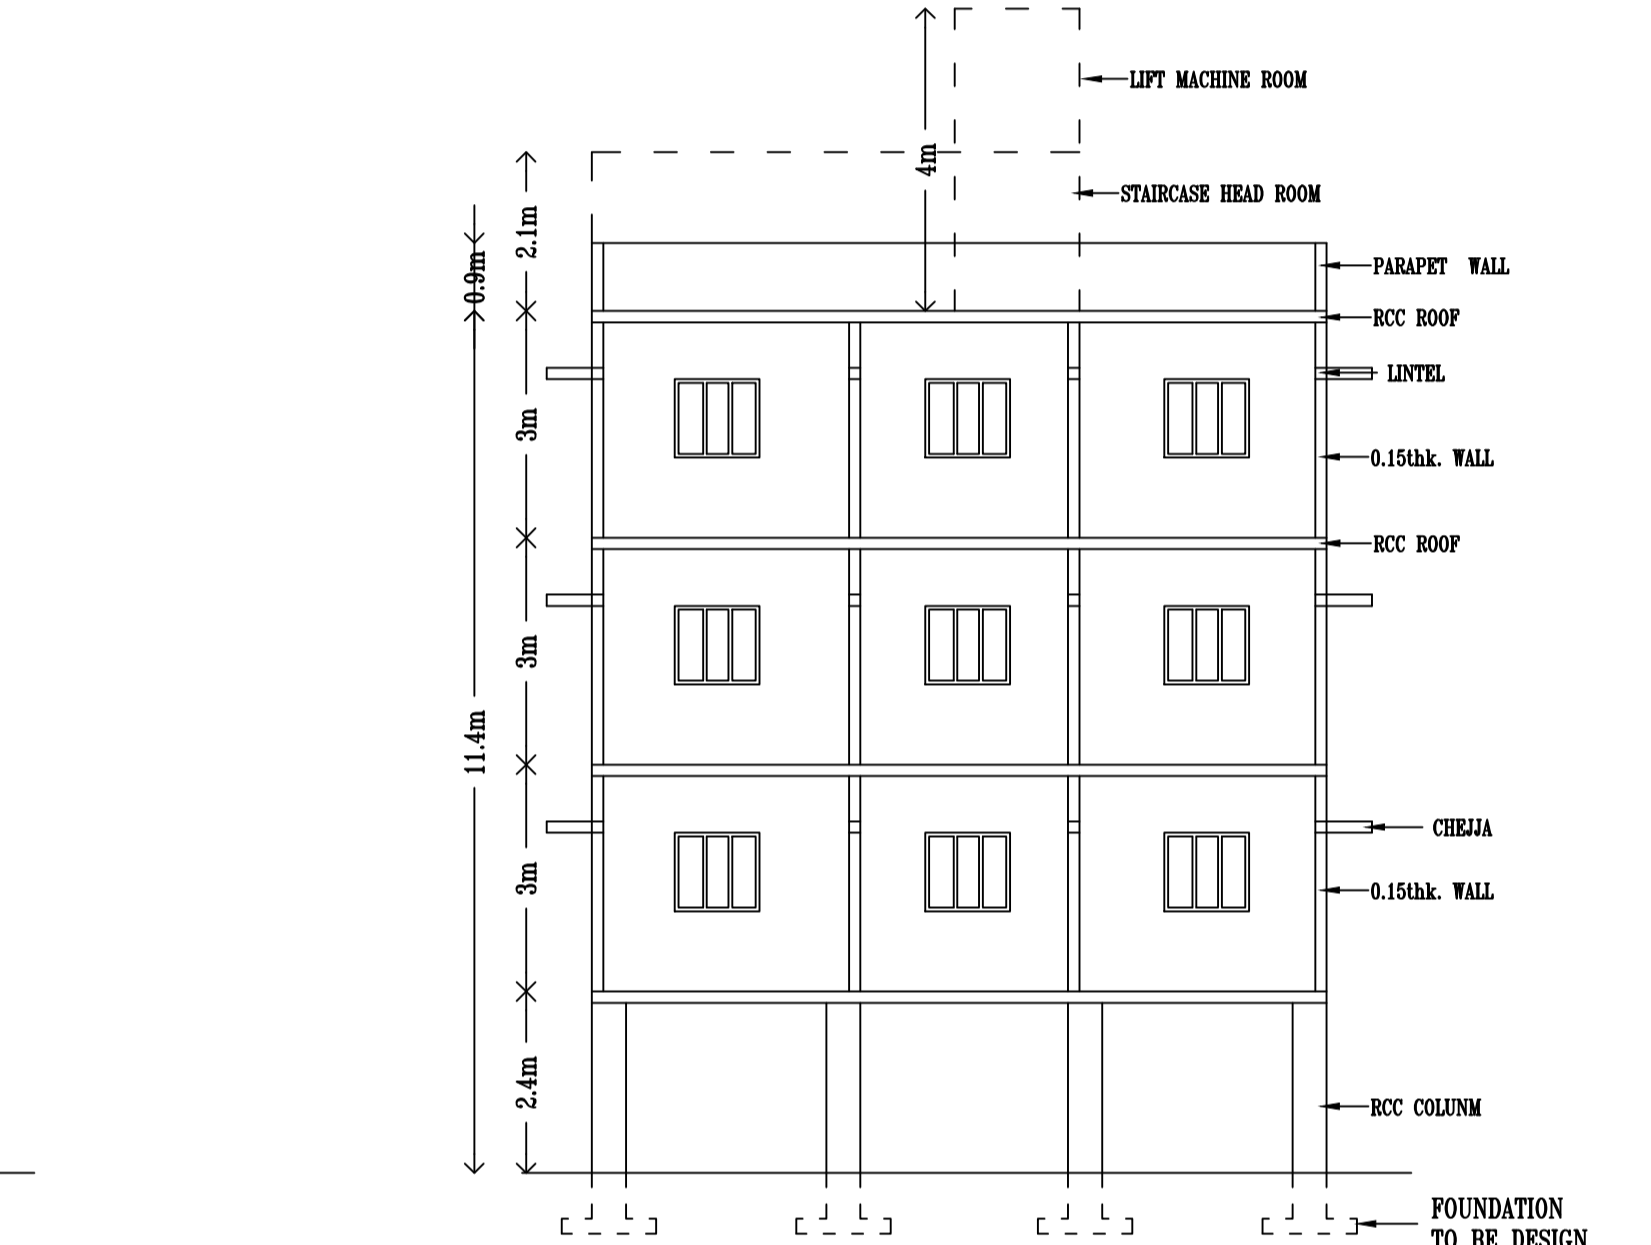 LIFT MACHINE ROOM
4m
STAIRCASE HEAD ROOM
2.1m
0.9m
PARAPET WALL
RCC ROOF
LINTEL
3m
0.15thk. WALL
RCC ROOF
3m
11.4m
CHEJJA
3m
0.15thk. WALL
2.4m
RCC COLUNM
FOUNDATION
TO BE DESIGN